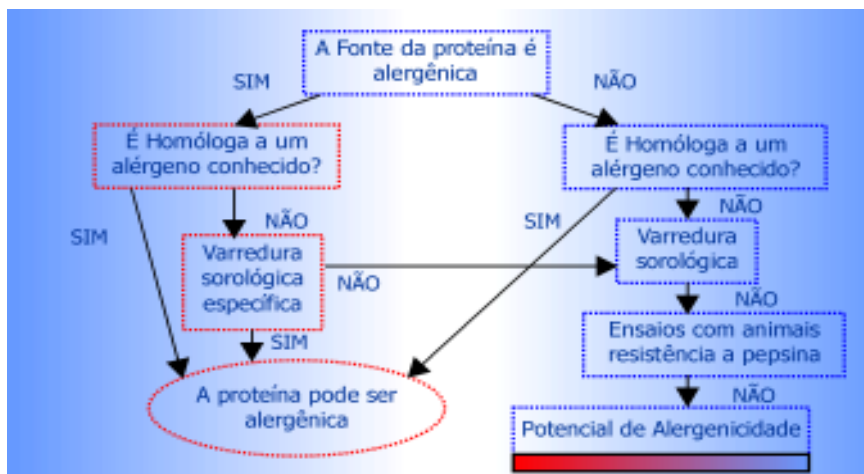 A Fonte da proteína é
alergênica
SIM
NÃO
É Homóloga a um
alérgeno conhecido?
É Homóloga a um
alérgeno conhecido?
SIM
NÃO
SIM
NÃO
Varredura
sorológica
específica
NÃO
Varredura
sorológica
SIM
NÃO
Ensaios com animais
resistência a pepsina
A proteína pode ser
alergênica
NÃO
Potencial de Alergenicidade